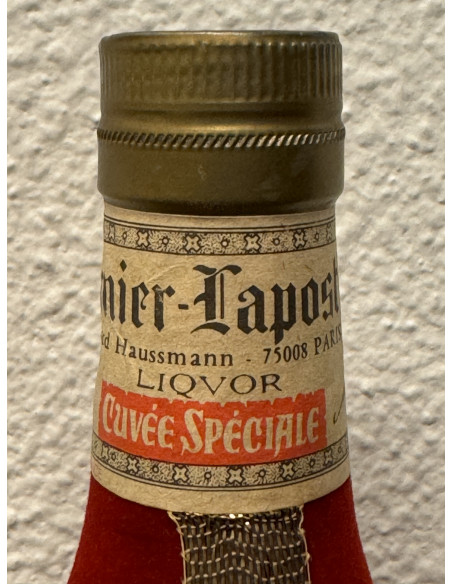 nier-Lapost
d Haussmann - 75008 PARIS
LIQVOR
CUVÉE SPÉCIALE